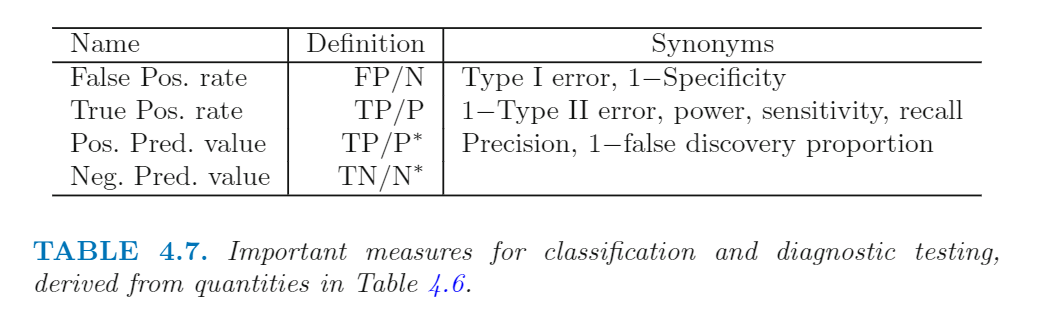 Name Definition Synonyms
False Pos. rate FP/N Type I error, 1−Specificity
True Pos. rate TP/P 1−Type II error, power, sensitivity, recall
Pos. Pred. value TP/P* Precision, 1−false discovery proportion
Neg. Pred. value TN/N*
TABLE 4.7. Important measures for classification and diagnostic testing,
derived from quantities in Table 4.6.